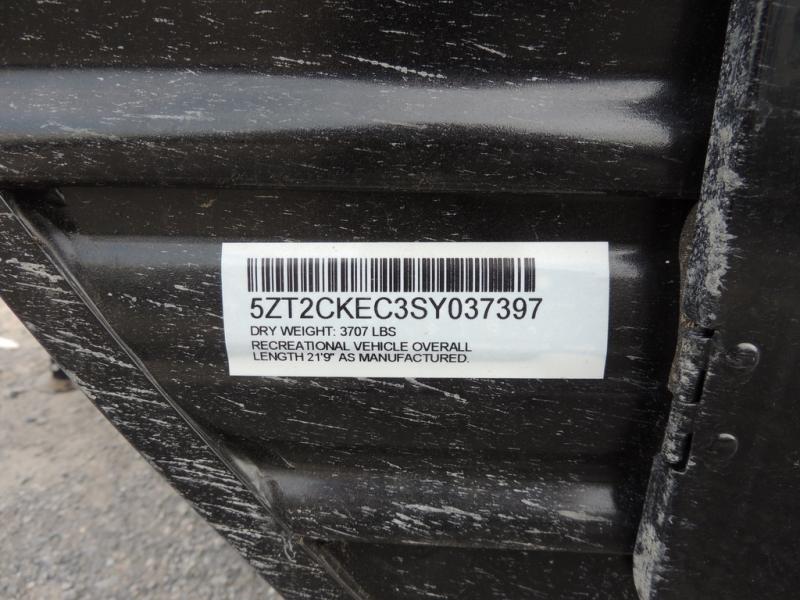 5ZT2CKEC3SY037397
DRY WEIGHT: 3707 LBS
RECREATIONAL VEHICLE OVERALL
LENGTH 21'9" AS MANUFACTURED.